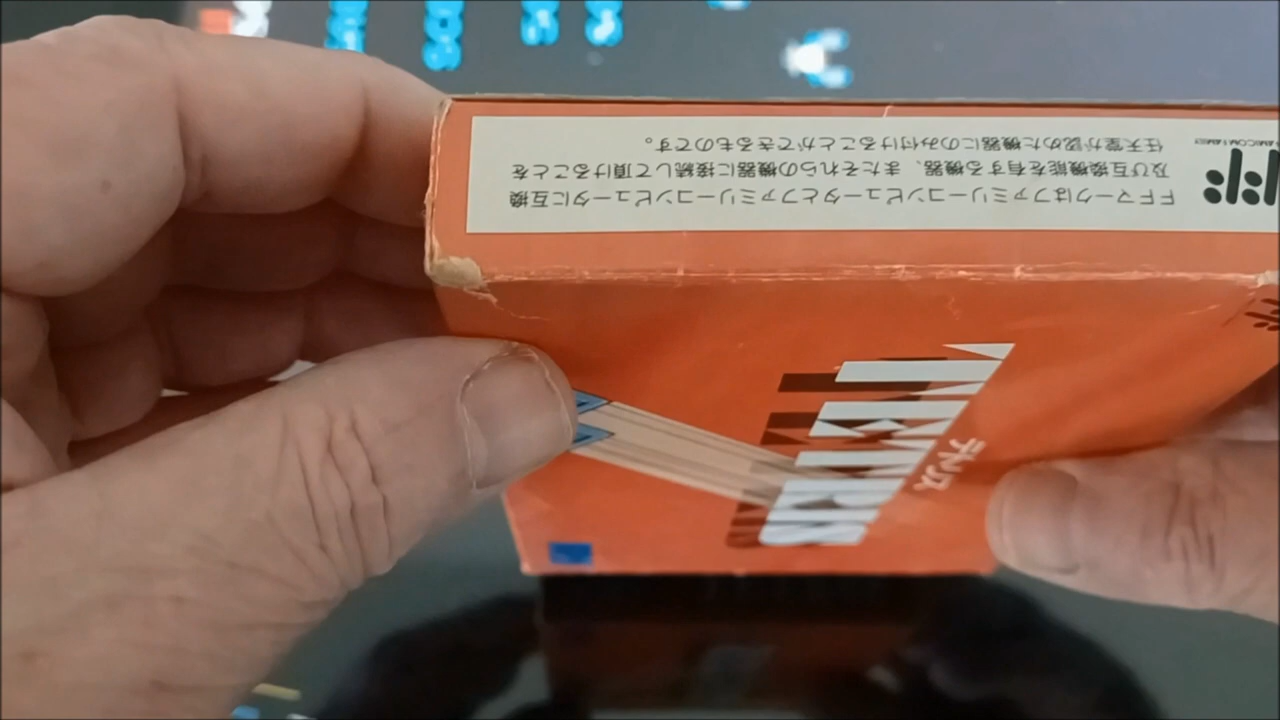 FFマークはファミリーコンピュータとファミリーコンピュータに互換
及び互換機能を有する機器、またそれらの機器に接続して頂けることを
任天堂が認めた機器にのみ付けることができるものです。
FAMICOM FAMILY
テトリス
TETRIS